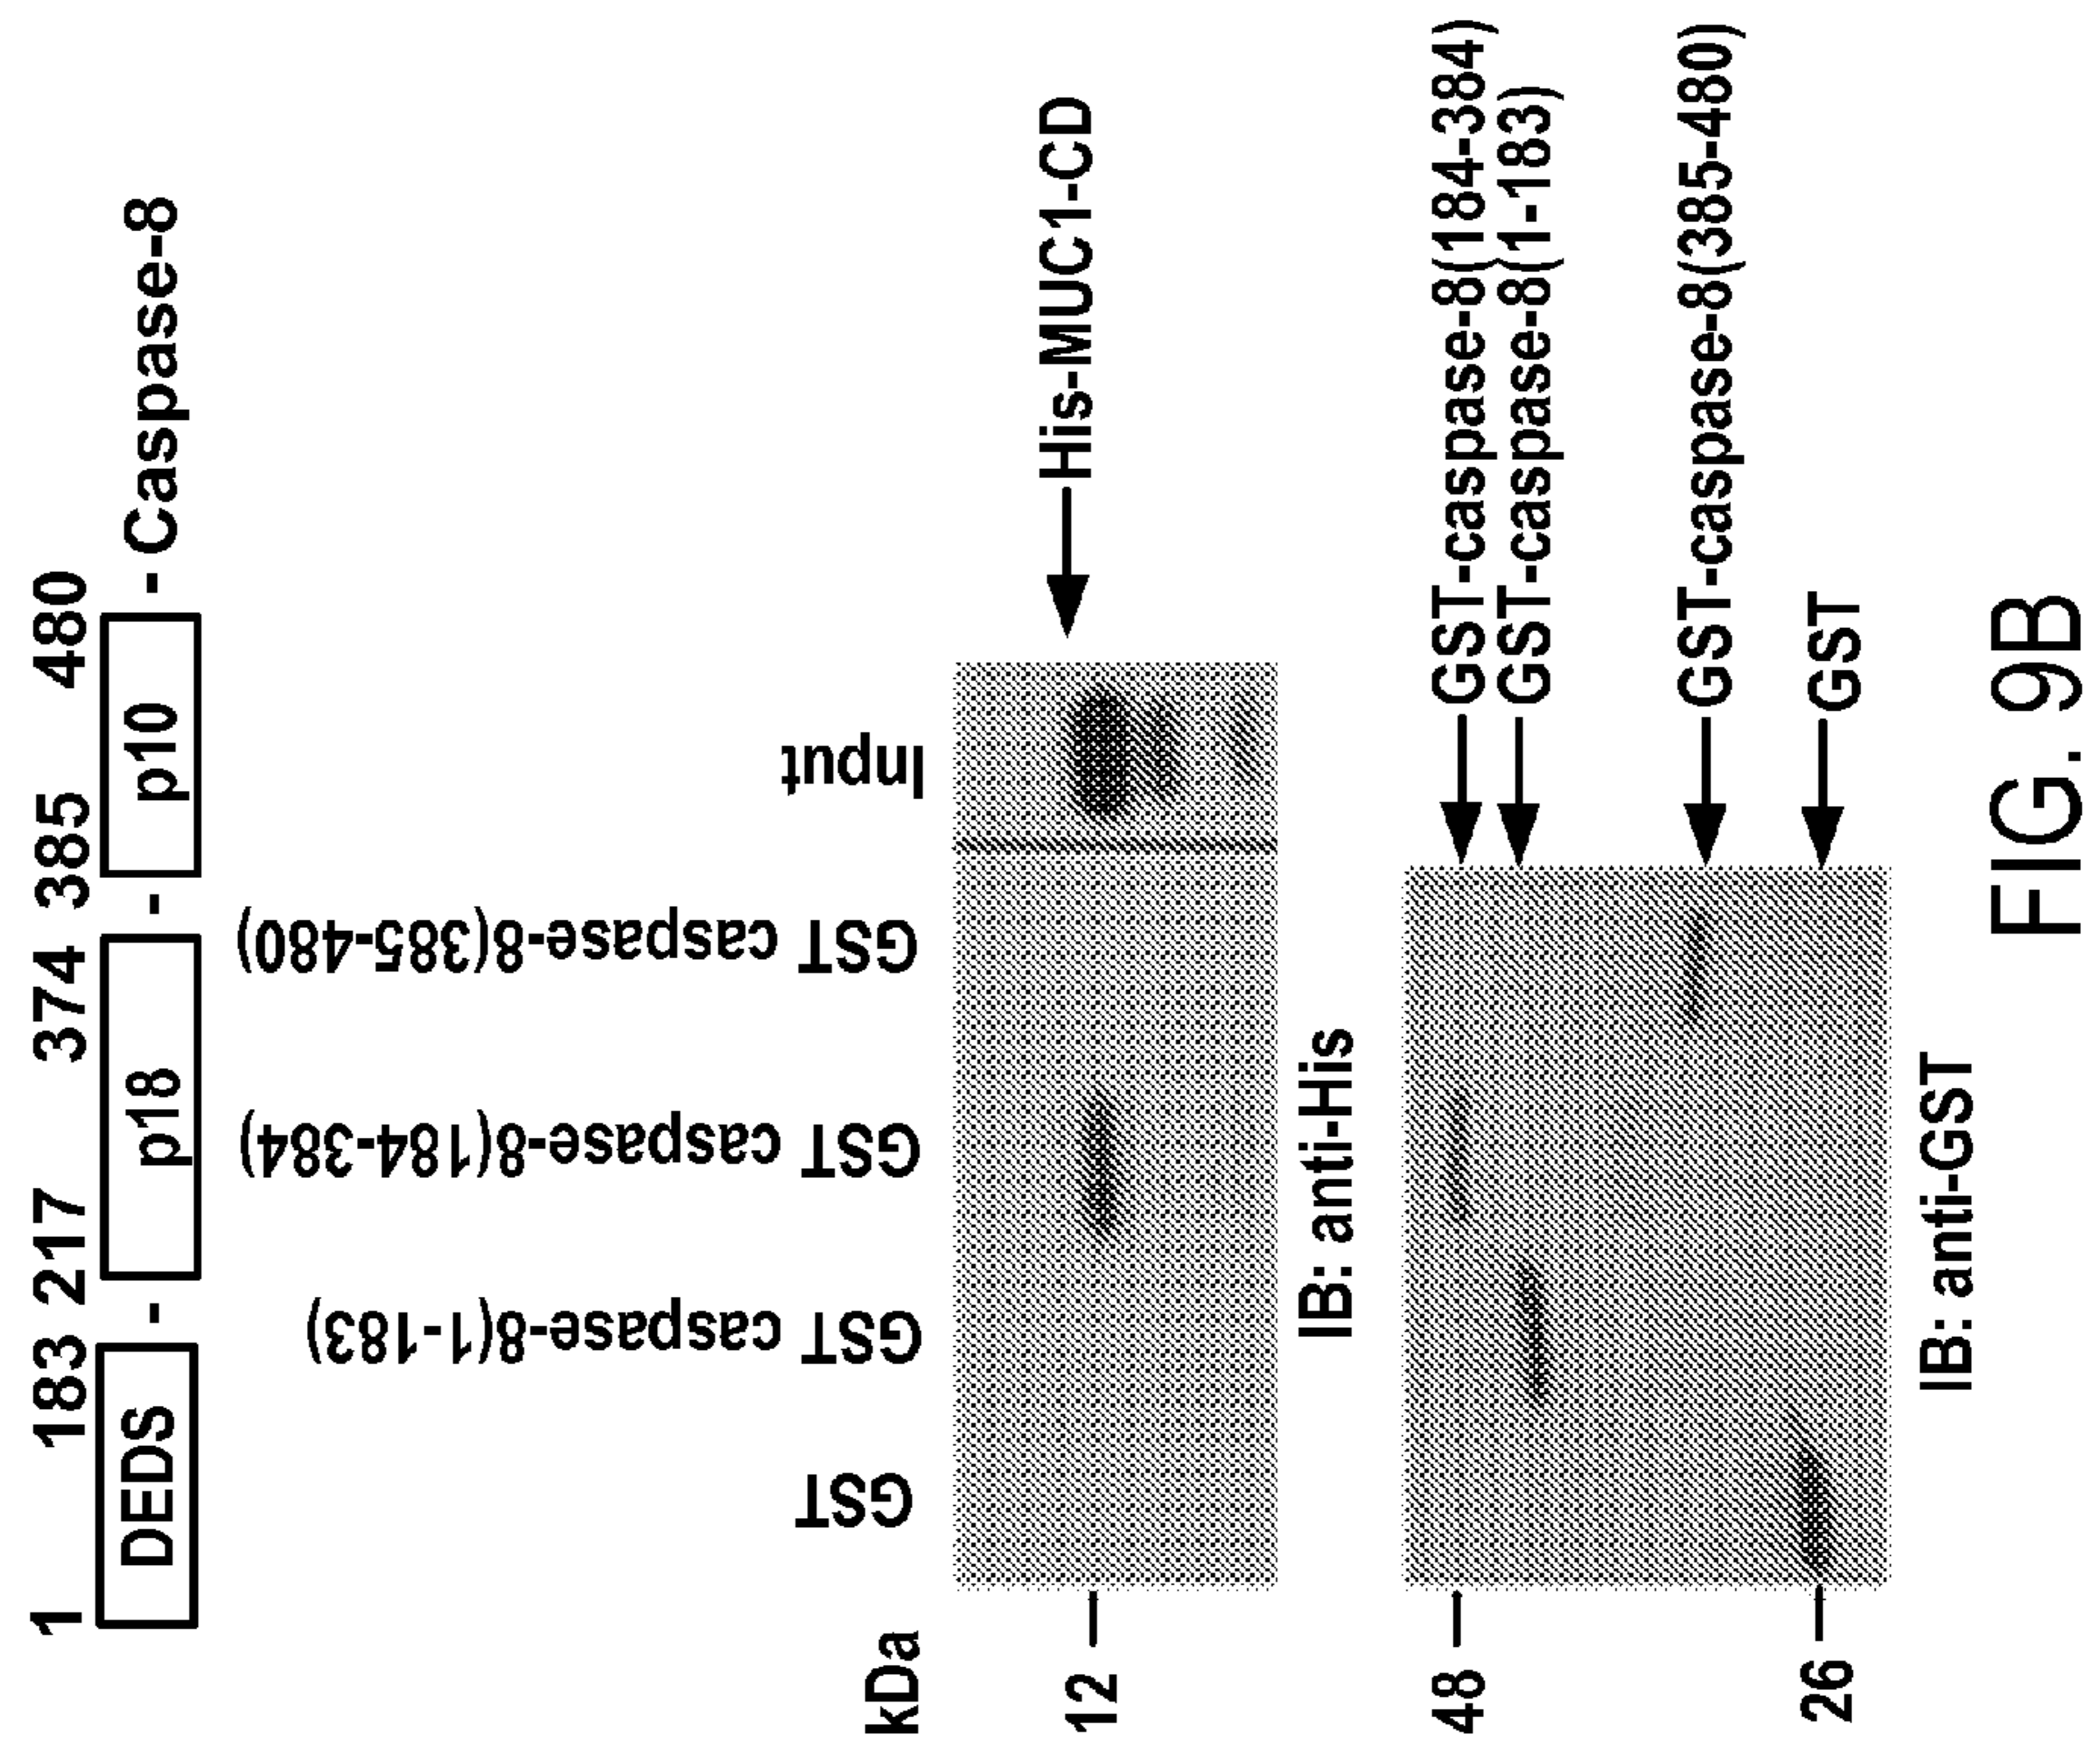 1 183 217 374 385 480
DEDS - p18 - p10 - Caspase-8
GST
GST caspase-8(1-183)
GST caspase-8(184-384)
GST caspase-8(385-480)
Input
kDa
12
His-MUC1-CD
IB: anti-His
48
GST-caspase-8(184-384)
GST-caspase-8(1-183)
GST-caspase-8(385-480)
26
GST
IB: anti-GST
FIG. 9B